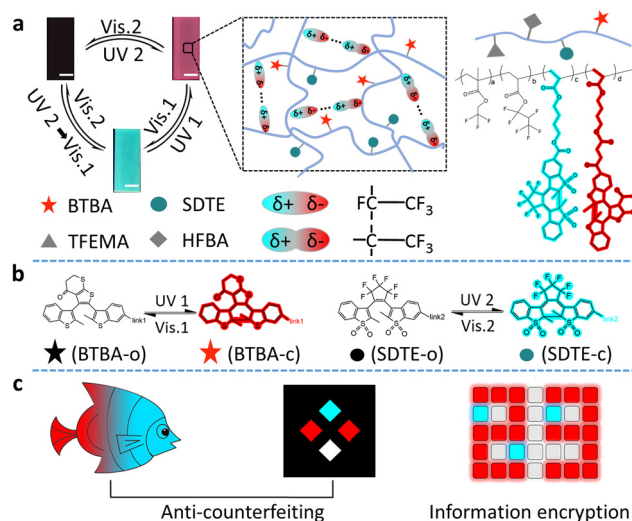 a
Vis.2
UV 2
UV 2 → Vis.1
Vis.2
Vis.1
UV 1
δ+ δ-
δ+ δ-
δ+ δ-
δ+ δ-
δ+ δ-
δ+ δ-
BTBA
SDTE
TFEMA
HFBA
δ+ δ-
FC—CF3
δ+ δ-
C—CF3
a
b
c
d
b
UV 1
Vis.1
link1
link1
UV 2
Vis.2
link2
link2
(BTBA-o)
(BTBA-c)
(SDTE-o)
(SDTE-c)
c
Anti-counterfeiting
Information encryption